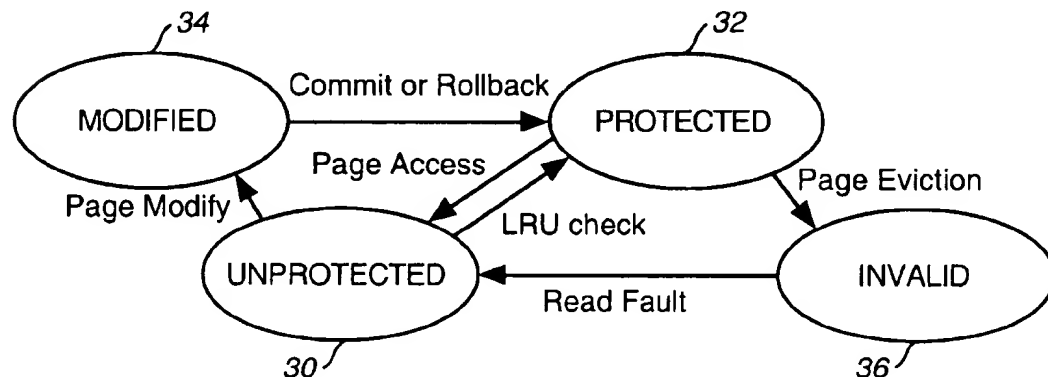 34
32
Commit or Rollback
MODIFIED
PROTECTED
Page Access
Page Eviction
Page Modify
LRU check
UNPROTECTED
INVALID
Read Fault
30
36